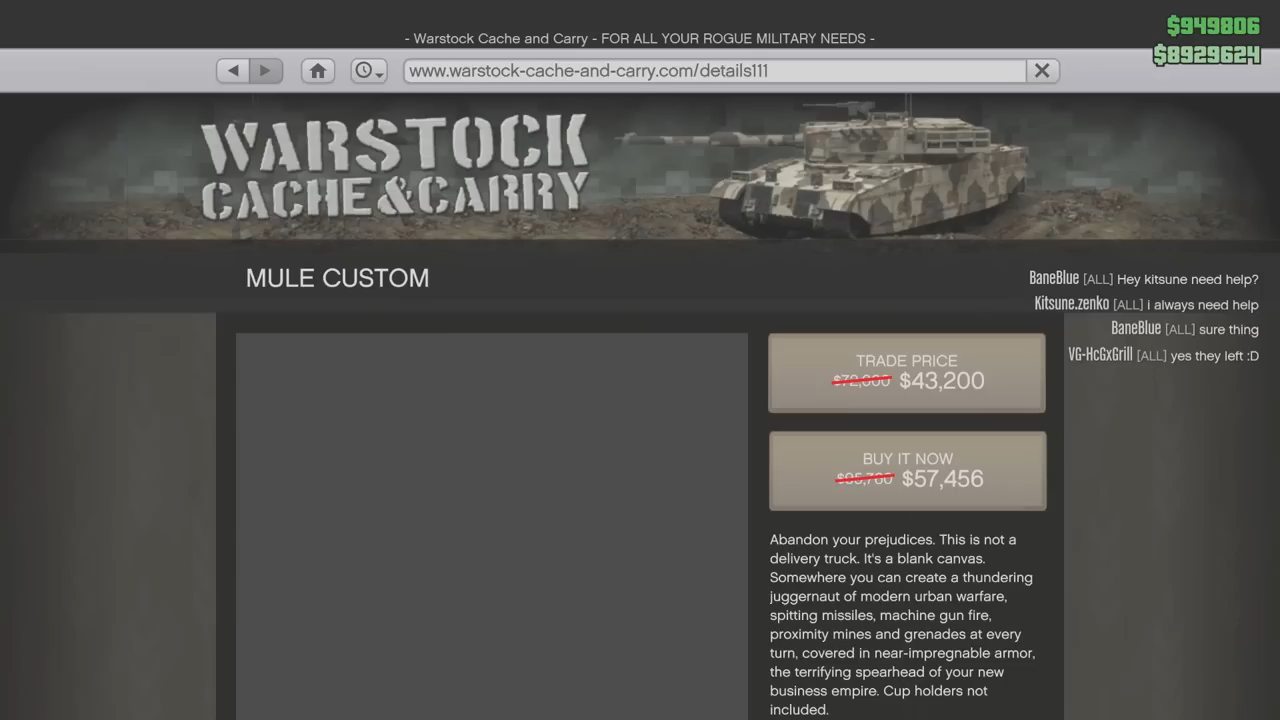 $949806
- Warstock Cache and Carry - FOR ALL YOUR ROGUE MILITARY NEEDS -
$8929624
www.warstock-cache-and-carry.com/details111
WARSTOCK
CACHE&CARRY
MULE CUSTOM
BaneBlue [ALL] Hey kitsune need help?
Kitsune.zenko [ALL] i always need help
BaneBlue [ALL] sure thing
VG-HcGxGrill [ALL] yes they left :D
TRADE PRICE
$72,000 $43,200
BUY IT NOW
$95,760 $57,456
Abandon your prejudices. This is not a
delivery truck. It's a blank canvas.
Somewhere you can create a thundering
juggernaut of modern urban warfare,
spitting missiles, machine gun fire,
proximity mines and grenades at every
turn, covered in near-impregnable armor,
the terrifying spearhead of your new
business empire. Cup holders not
included.